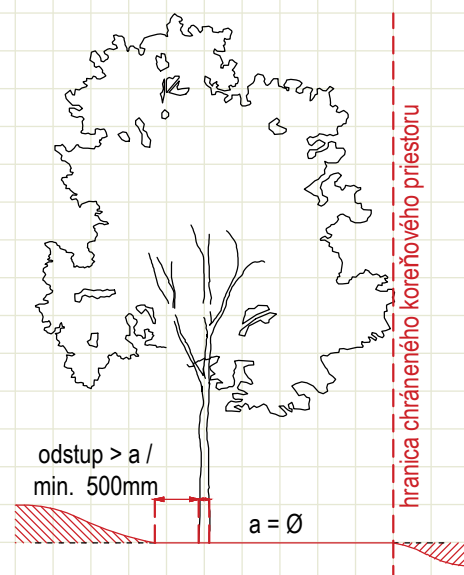 odstup > a /
min. 500mm
a = Ø
hranica chráneného koreňového priestoru